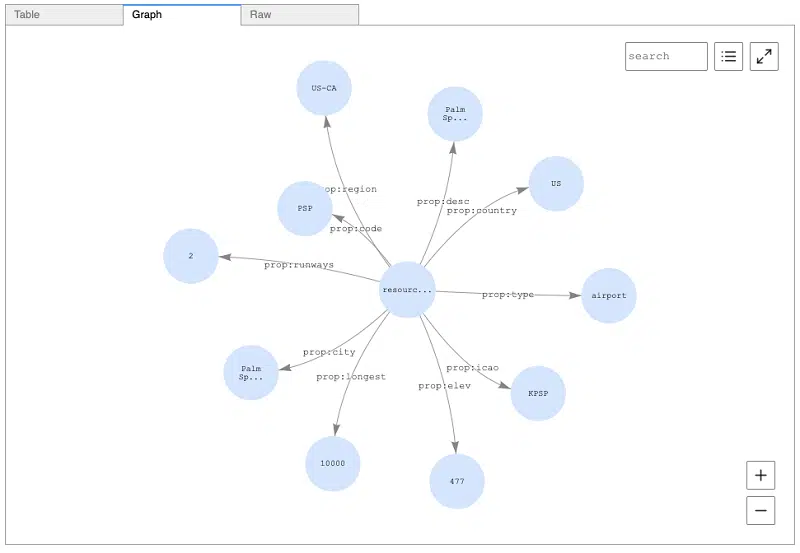 Table
Graph
Raw
search
US-CA
Palm
Sp...
US
op:region
PSP
prop:desc
prop:country
prop:code
2
prop:runways
resourc...
prop:type
airport
prop:city
Palm
Sp...
prop:longest
prop:icao
prop:elev
KPSP
10000
477
+
−